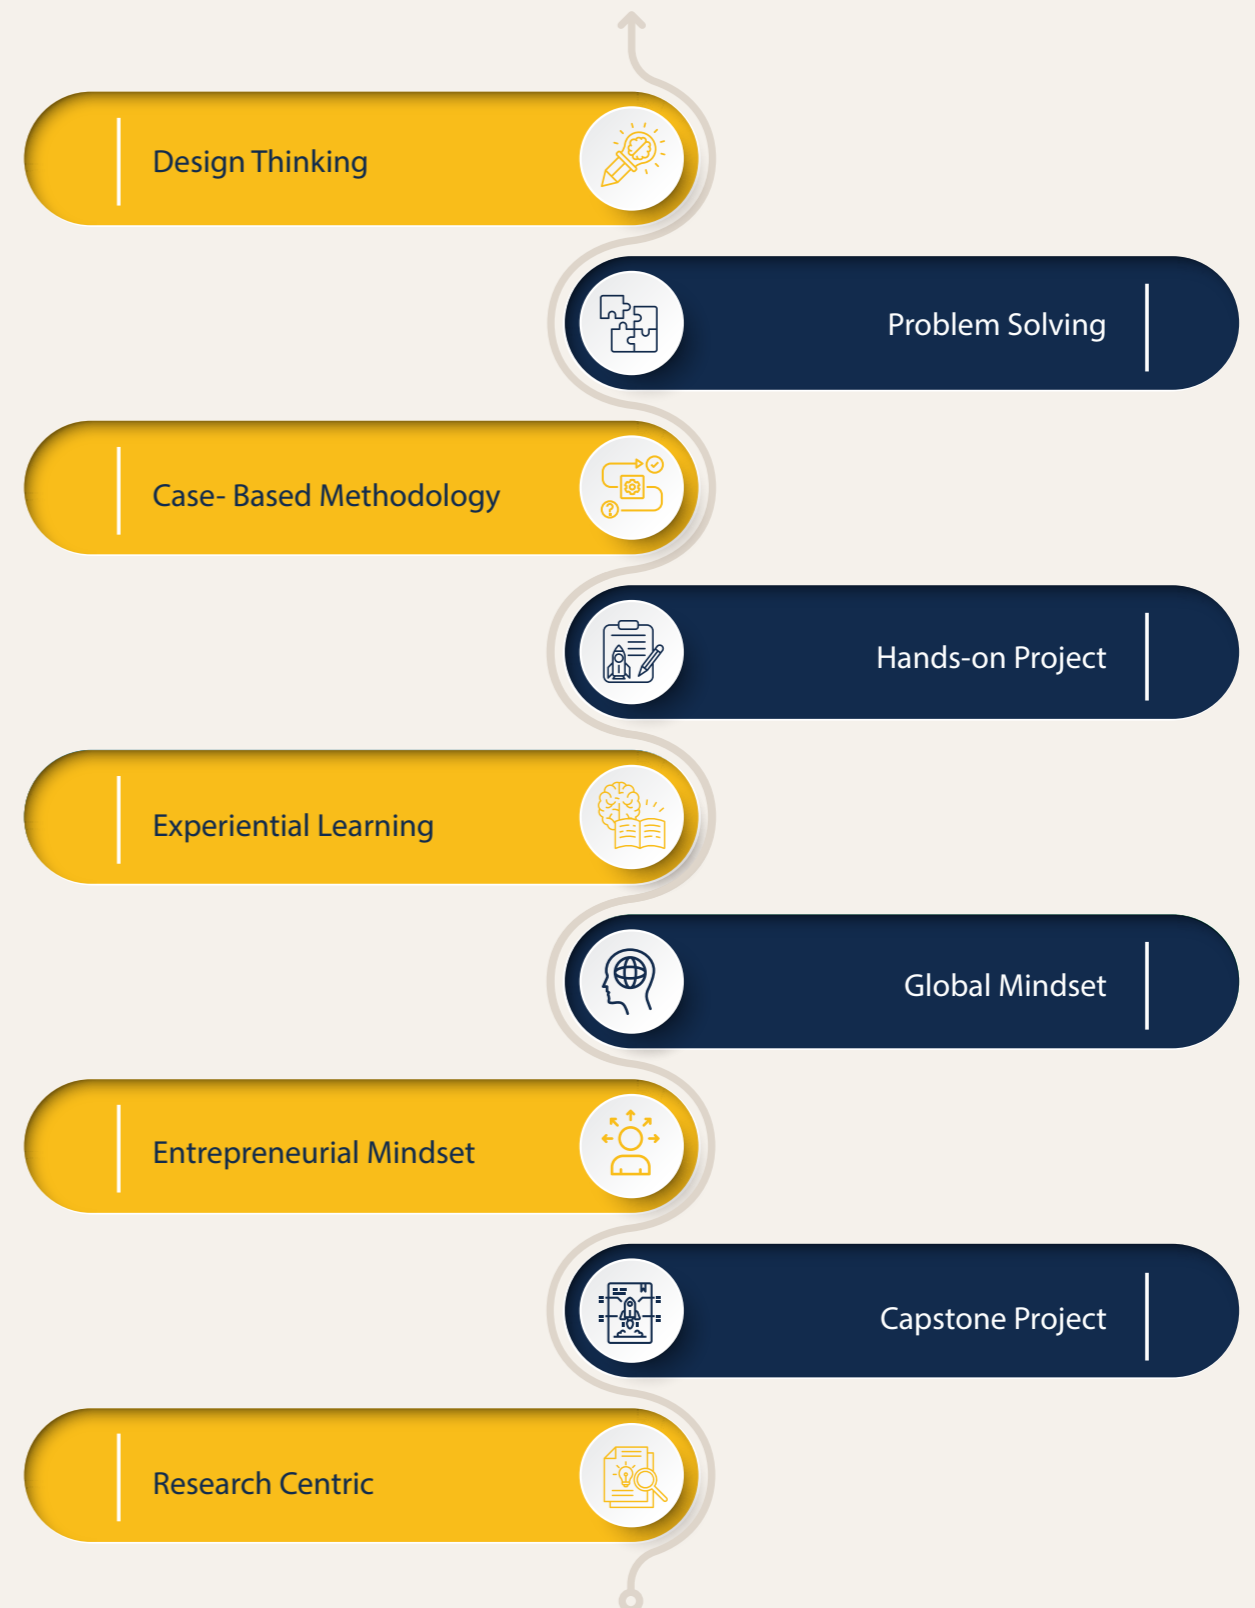 Design Thinking
Problem Solving
Case- Based Methodology
Hands-on Project
Experiential Learning
Global Mindset
Entrepreneurial Mindset
Capstone Project
Research Centric